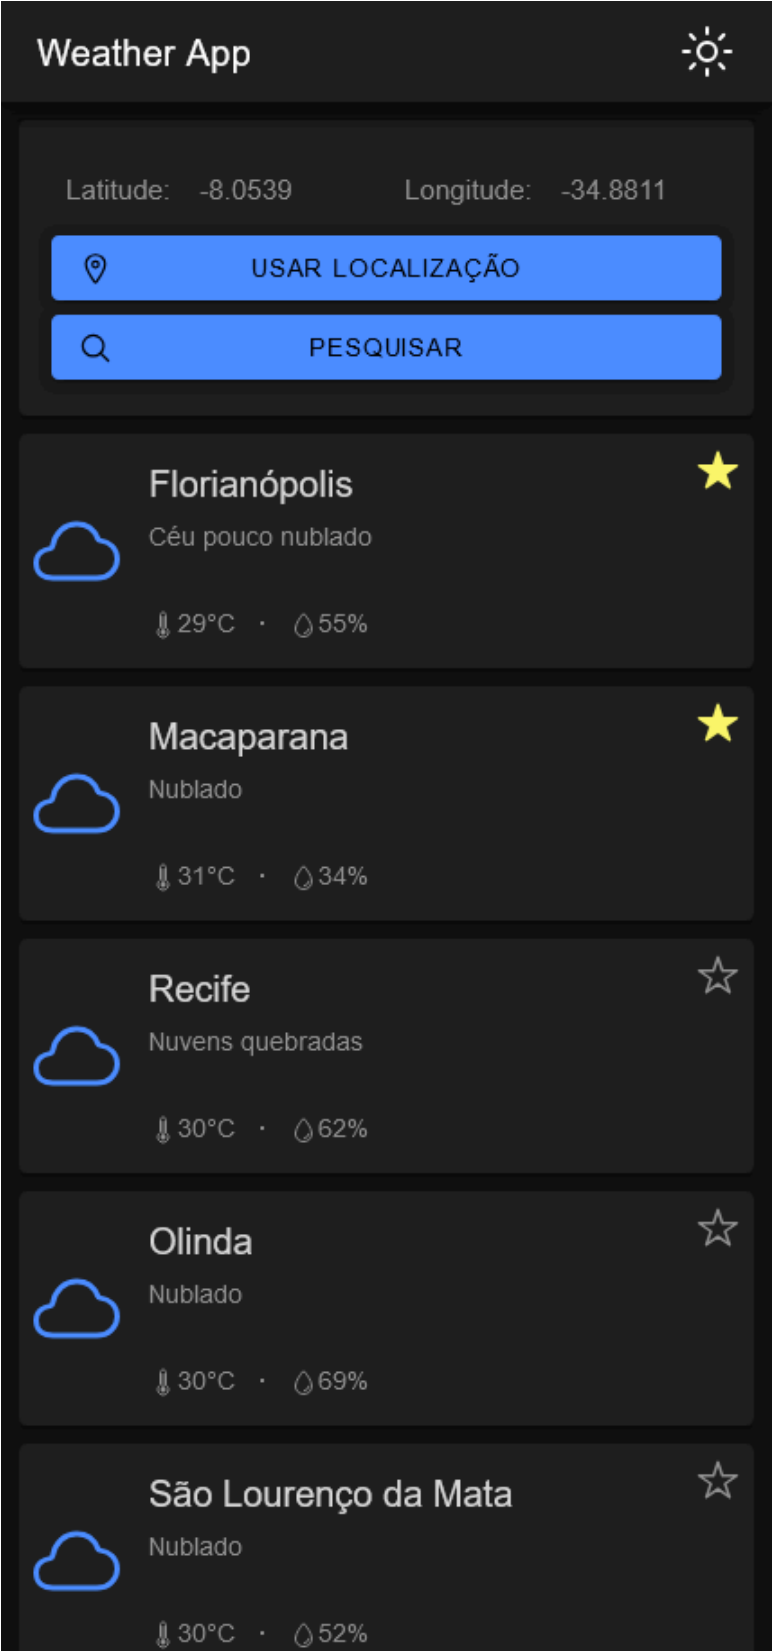 Weather App
Latitude: -8.0539 Longitude: -34.8811
USAR LOCALIZAÇÃO
PESQUISAR
Florianópolis
Céu pouco nublado
29°C · 55%
Macaparana
Nublado
31°C · 34%
Recife
Nuvens quebradas
30°C · 62%
Olinda
Nublado
30°C · 69%
São Lourenço da Mata
Nublado
30°C · 52%